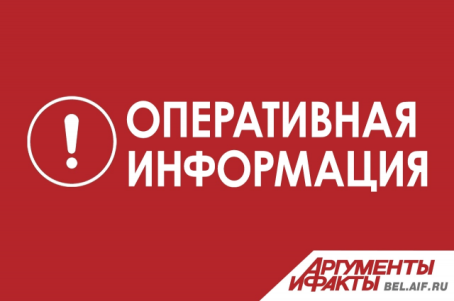 !
ОПЕРАТИВНАЯ
ИНФОРМАЦИЯ
АРГУМЕНТЫ
И ФАКТЫ BEL.AIF.RU